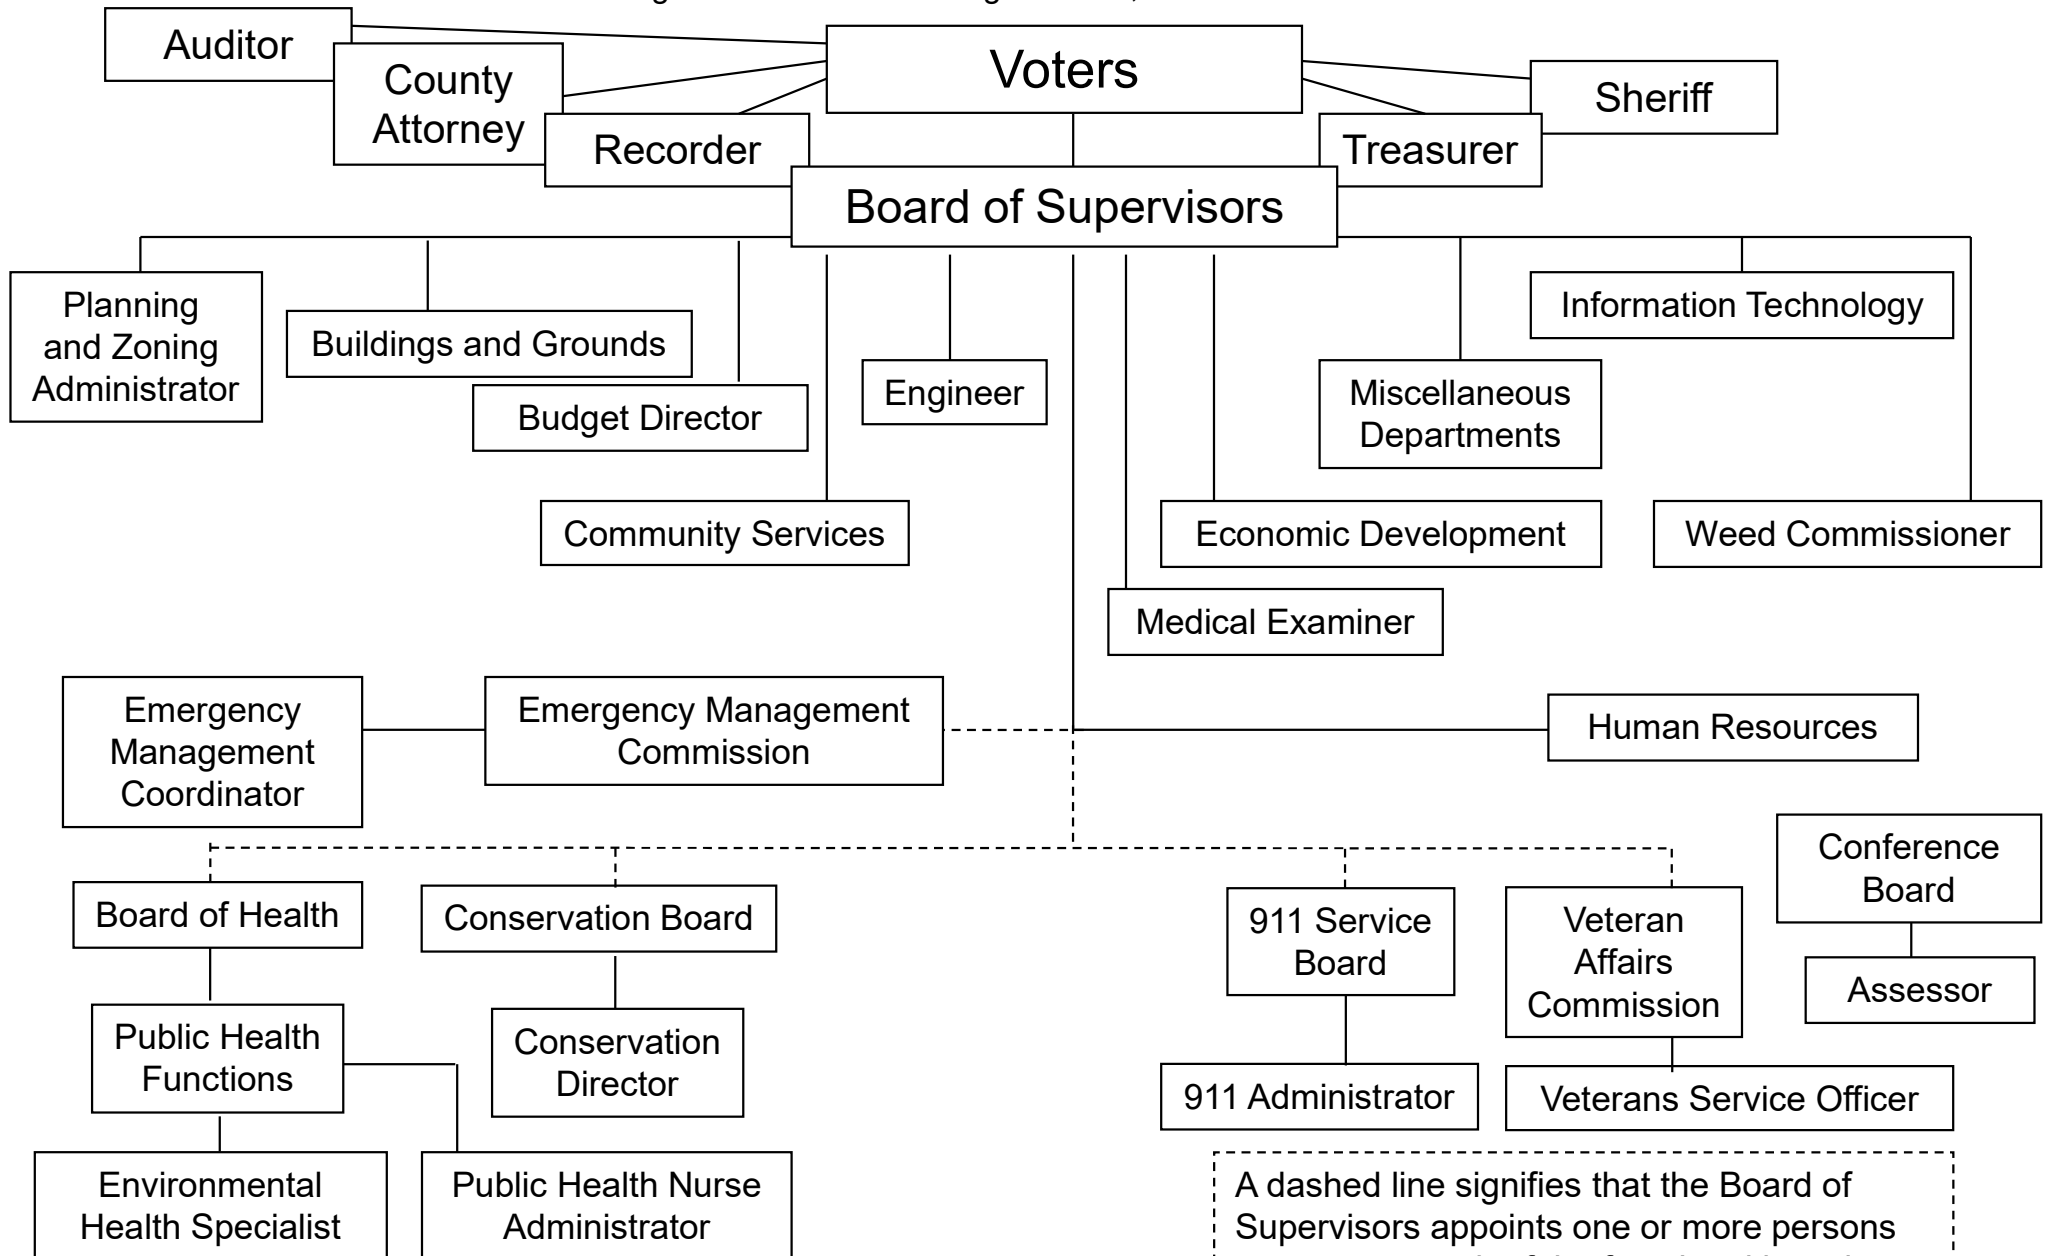 Auditor
County
Attorney
Recorder
Voters
Sheriff
Treasurer
Board of Supervisors
Planning
and Zoning
Administrator
Buildings and Grounds
Budget Director
Engineer
Information Technology
Miscellaneous
Departments
Community Services
Economic Development
Weed Commissioner
Medical Examiner
Emergency
Management
Coordinator
Emergency Management
Commission
Human Resources
Conference
Board
Board of Health
Conservation Board
911 Service
Board
Veteran
Affairs
Commission
Assessor
Public Health
Functions
Conservation
Director
911 Administrator
Veterans Service Officer
Environmental
Health Specialist
Public Health Nurse
Administrator
A dashed line signifies that the Board of
Supervisors appoints one or more persons